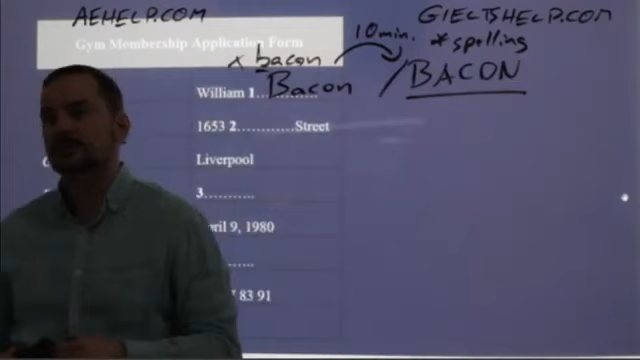 AEHELP.COM
GIELTSHELP.COM
10 min.
* spelling
Gym Membership Application Form
x bacon
/BACON
William 1............ Bacon
1653 2............Street
Liverpool
3...........
pril 9, 1980
7 83 91